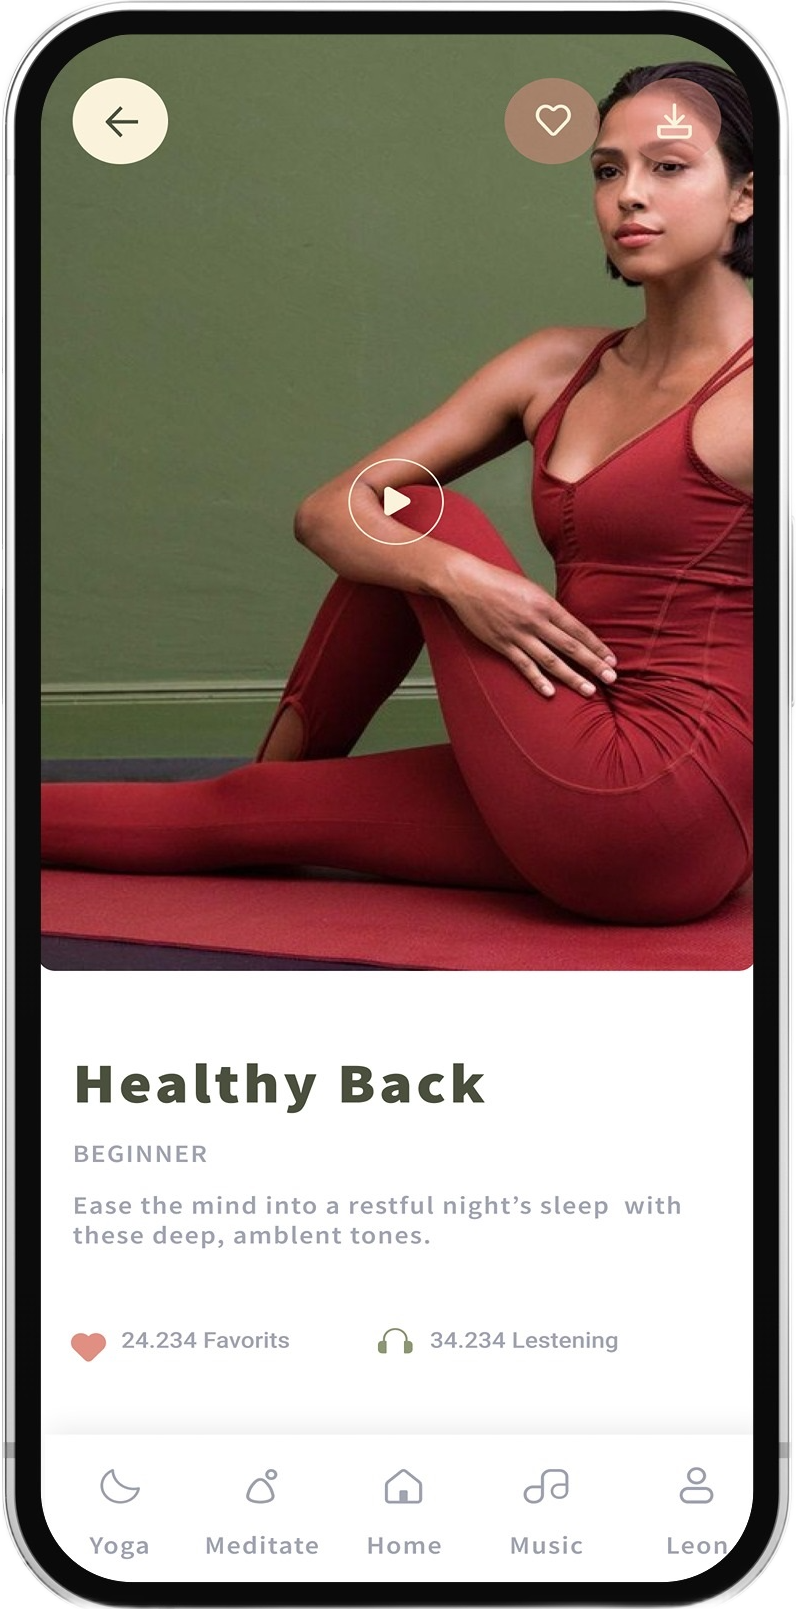 Healthy Back
BEGINNER
Ease the mind into a restful night’s sleep  with
these deep, amblent tones.
24.234 Favorits
34.234 Lestening
Yoga
Meditate
Home
Music
Leon